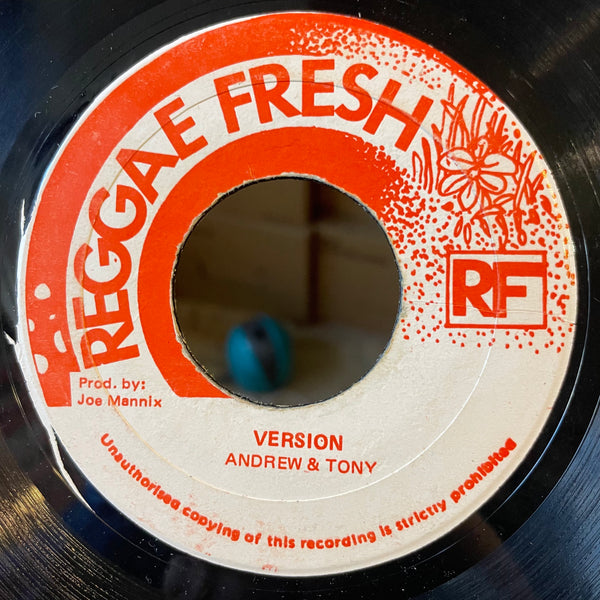 REGGAE FRESH
RF
Prod. by:
Joe Mannix
VERSION
ANDREW & TONY
Unauthorised copying of this recording is strictly prohibited